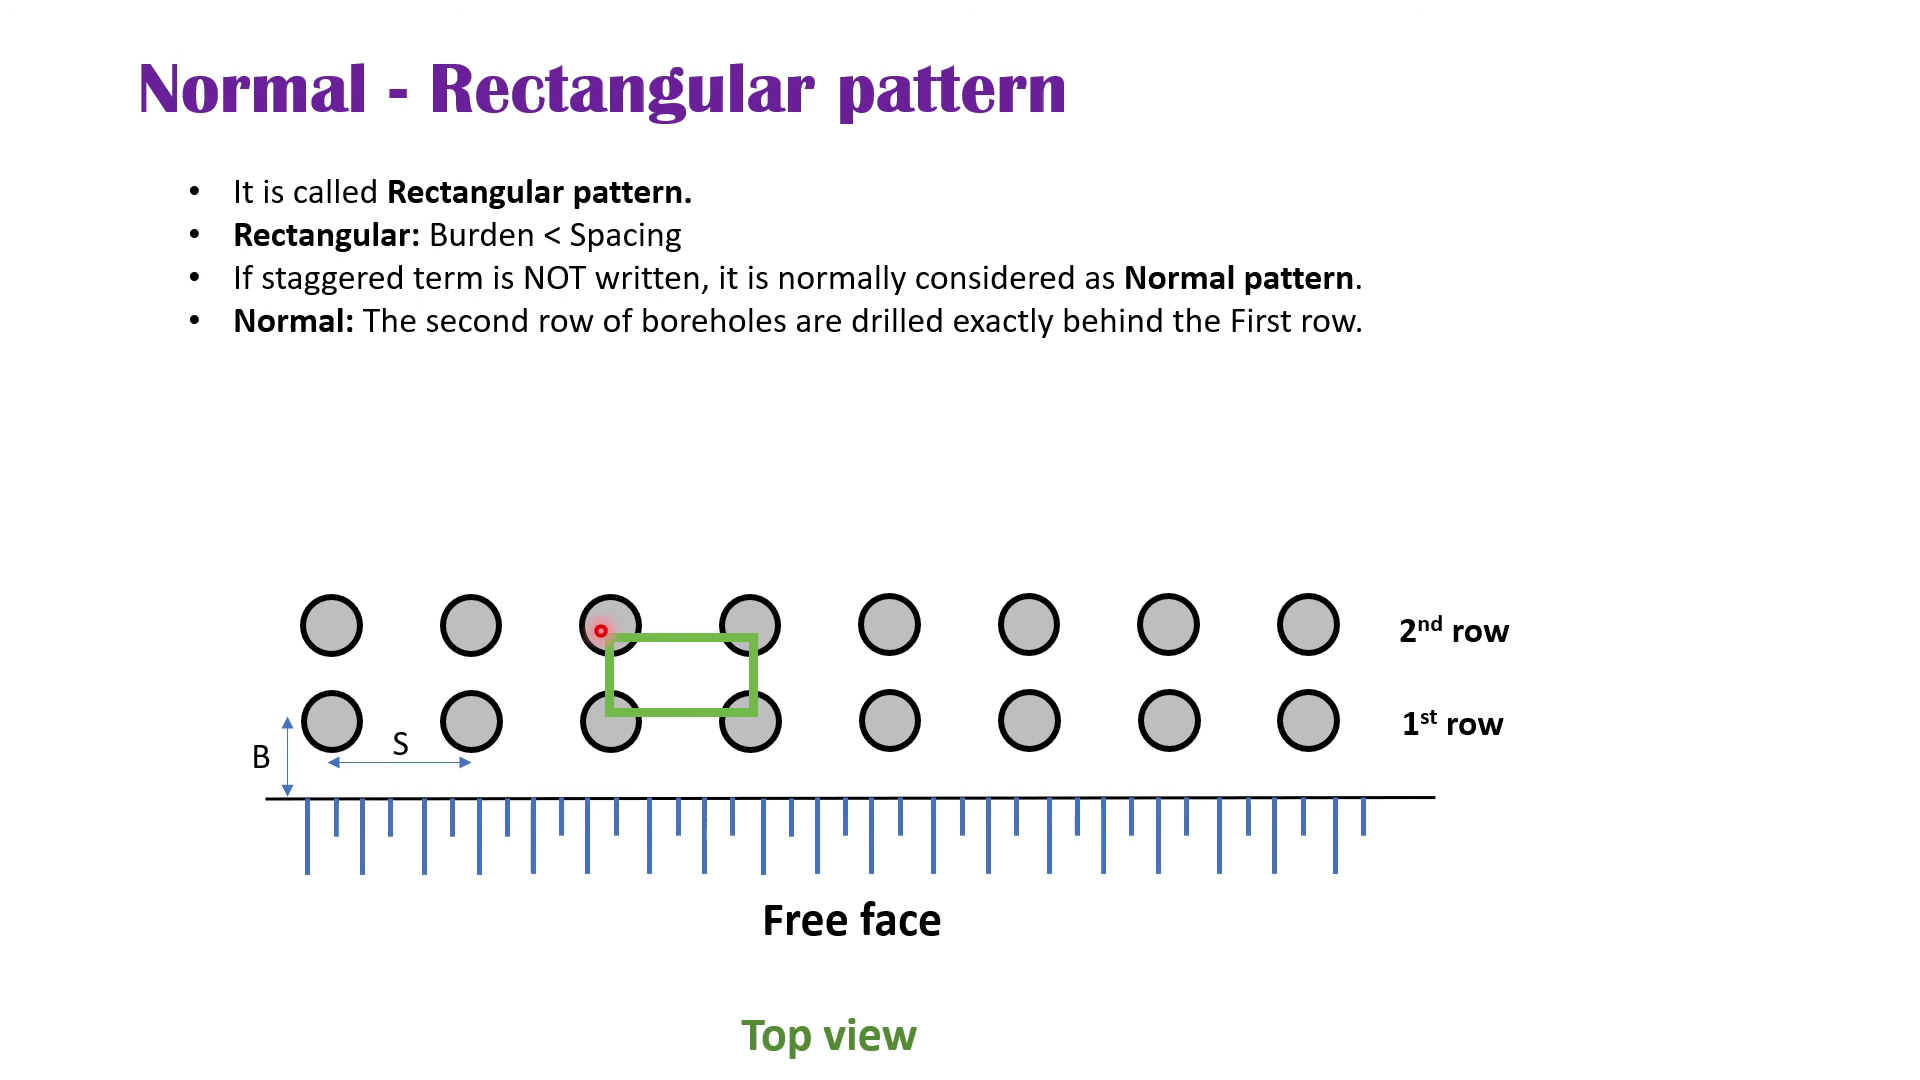 Normal - Rectangular pattern
• It is called Rectangular pattern.
• Rectangular: Burden < Spacing
• If staggered term is NOT written, it is normally considered as Normal pattern.
• Normal: The second row of boreholes are drilled exactly behind the First row.
2nd row
1st row
S
B
Free face
Top view